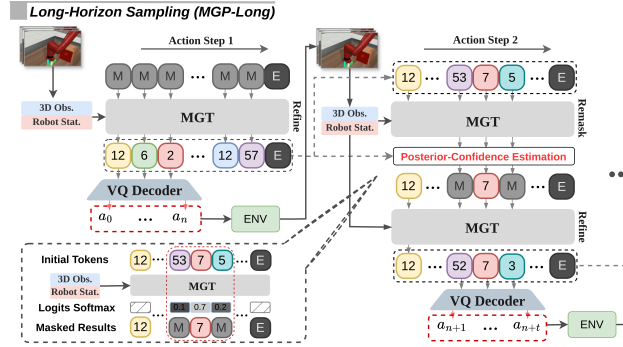 Long-Horizon Sampling (MGP-Long)
Action Step 1
M M M ... M M E
3D Obs.
Robot Stat.
MGT
Refine
12 6 2 ... 12 57 E
VQ Decoder
a0 ... an
ENV
Action Step 2
12 ... 53 7 5 ... E
Remask
3D Obs.
Robot Stat.
MGT
Posterior-Confidence Estimation
12 ... M 7 M ... E
MGT
Refine
12 ... 52 7 3 ... E
VQ Decoder
an+1 ... an+t
ENV
Initial Tokens
12 ... 53 7 5 ... E
3D Obs.
Robot Stat.
MGT
Logits Softmax
0.1 0.7 0.2
Masked Results
12 ... M 7 M ... E